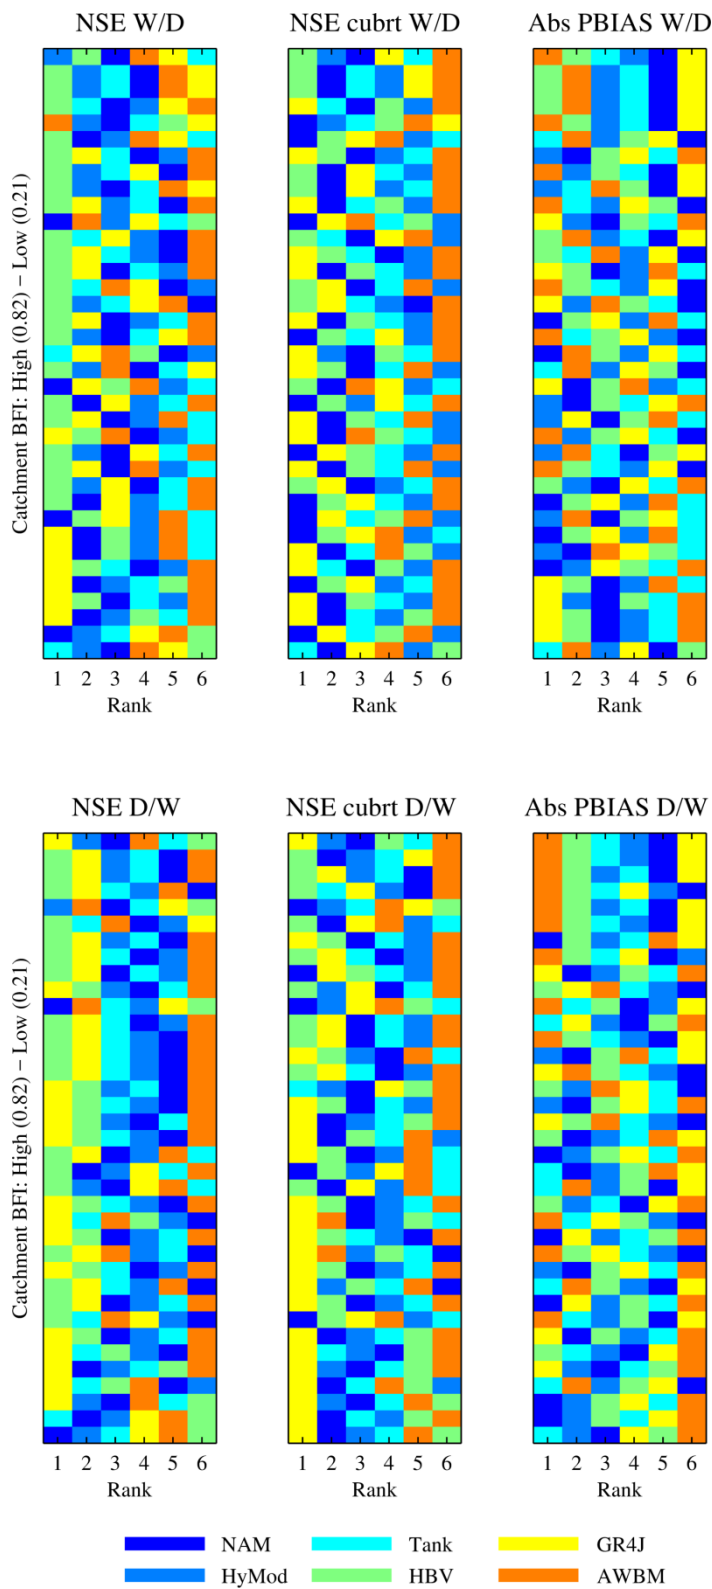 NSE W/D NSE cubrt W/D Abs PBIAS W/D
Catchment BFI: High (0.82) − Low (0.21)
1 2 3 4 5 6 1 2 3 4 5 6 1 2 3 4 5 6
Rank Rank Rank
NSE D/W NSE cubrt D/W Abs PBIAS D/W
Catchment BFI: High (0.82) − Low (0.21)
1 2 3 4 5 6 1 2 3 4 5 6 1 2 3 4 5 6
Rank Rank Rank
NAM Tank GR4J
HyMod HBV AWBM